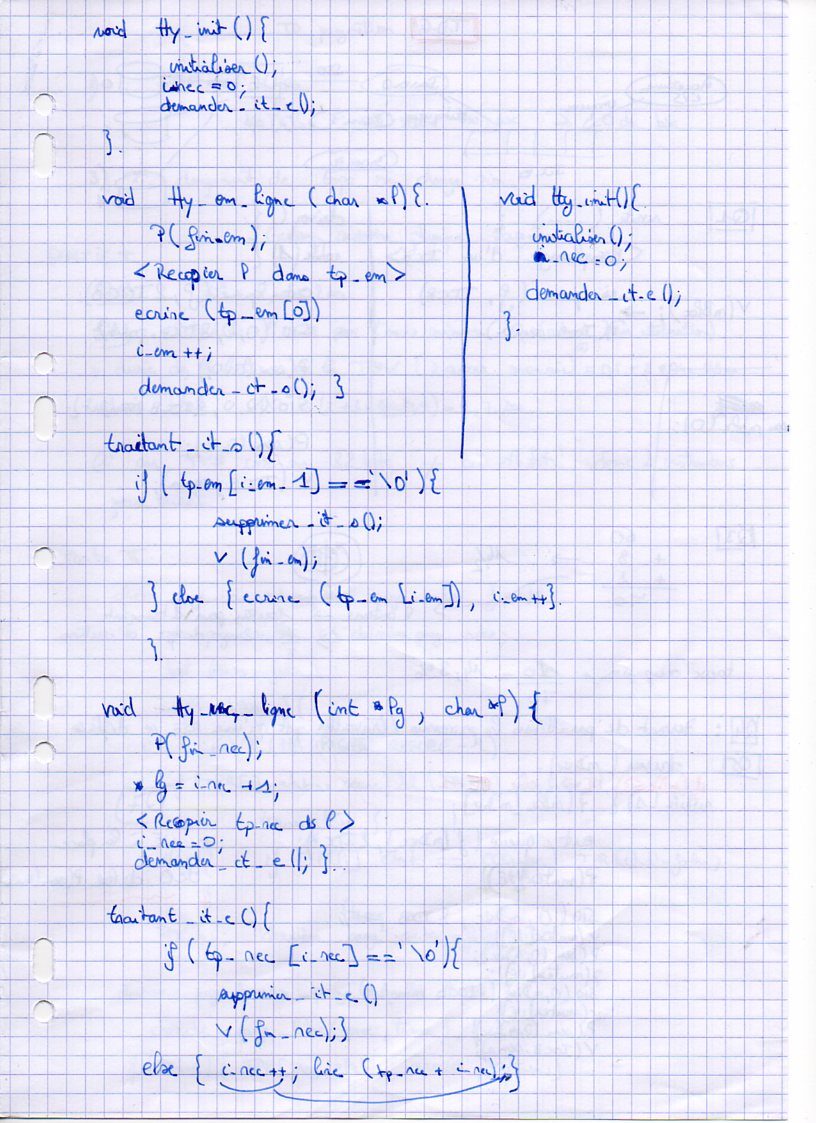 void tty_init () {
initialiser ();
i_rec = 0;
demander_it_e();
}.
void tty_em_ligne (char *l) {.
P( fin_em);
< Recopier l dans tp_em >
ecrire (tp_em [0])
i_em ++;
demander_it_s(); }
void tty_init() {
initialiser ();
i_rec = 0;
demander_it_e ();
}.
traitant_it_s () {
if ( tp_em [i_em - 1] == '\0' ) {
supprimer_it_s ();
V (fin_em);
} else { ecrire (tp_em [i_em]), i_em ++}.
}.
void tty_rec_ligne (int *lg, char *l) {
P( fin_rec);
* lg = i_rec + 1;
< Recopier tp_rec ds l >
i_rec = 0;
demander_it_e (); }..
traitant_it_e () {
if ( tp_rec [i_rec] == '\0' ) {
supprimer_it_e ()
V (fin_rec); }
else { i_rec ++; lire (tp_rec + i_rec); }